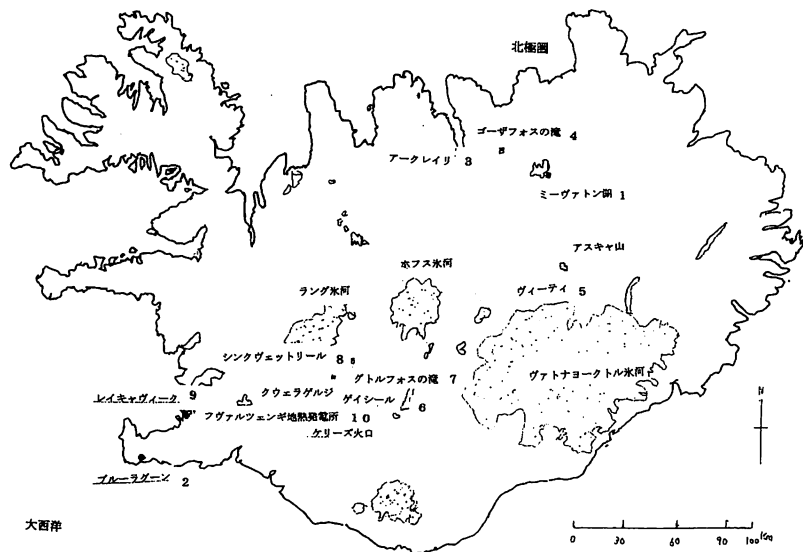 北極圏
ゴーザフォスの滝 4
アークレイリ 3
ミーヴァトン湖 1
アスキャ山
ホフス氷河
ラング氷河
ヴィーティ 5
シンクヴェットリール 8
グトルフォスの滝 7
ヴァトナヨークトル氷河
9
レイキャヴィーク
クウェラゲルジ
ゲイシール
6
フヴァルツェンギ地熱発電所 10
ケリーズ火口
ブルーラグーン 2
大西洋
N
0 30 60 90 100 Km